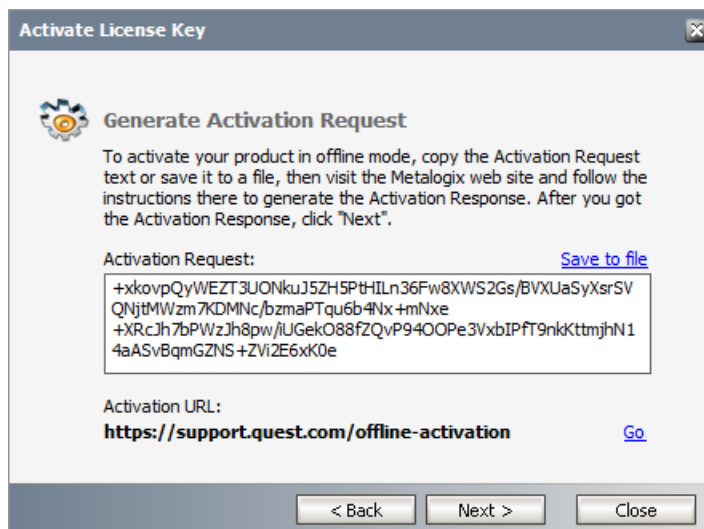 Activate License Key
Generate Activation Request
To activate your product in offline mode, copy the Activation Request
text or save it to a file, then visit the Metalogix web site and follow the
instructions there to generate the Activation Response. After you got
the Activation Response, click "Next".
Activation Request:
Save to file
+xkovpQyWEZT3UONkuJ5ZH5PtHILn36Fw8XWS2Gs/BVXUaSyXsrSV
QNjtMWzm7KDMNc/bzmaPTqu6b4Nx+mNxe
+XRcJh7bPWzJh8pw/iUGekO88fZQvP94OOPe3VxbIPfT9nkKttmjhN1
4aASvBqmGZNS+ZVi2E6xK0e
Activation URL:
https://support.quest.com/offline-activation
Go
< Back
Next >
Close